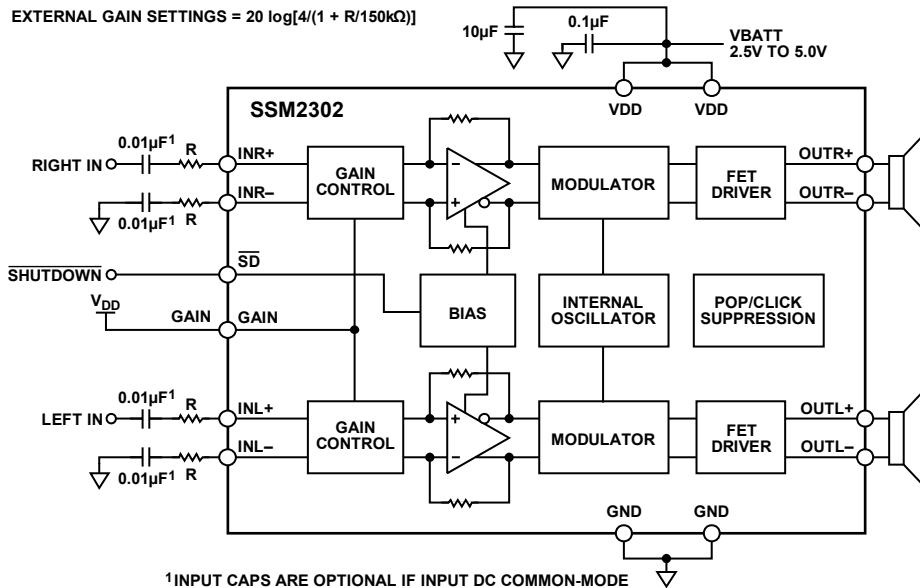 EXTERNAL GAIN SETTINGS = 20 log[4/(1 + R/150kΩ)]
10µF
0.1µF
VBATT
2.5V TO 5.0V
VDD
VDD
SSM2302
0.01µF1
R
RIGHT IN
INR+
GAIN
CONTROL
MODULATOR
FET
DRIVER
OUTR+
INR–
OUTR–
0.01µF1
R
SHUTDOWN
SD
VDD
GAIN
GAIN
BIAS
INTERNAL
OSCILLATOR
POP/CLICK
SUPPRESSION
0.01µF1
R
LEFT IN
INL+
GAIN
CONTROL
MODULATOR
FET
DRIVER
OUTL+
INL–
OUTL–
0.01µF1
R
GND
GND
1INPUT CAPS ARE OPTIONAL IF INPUT DC COMMON-MODE